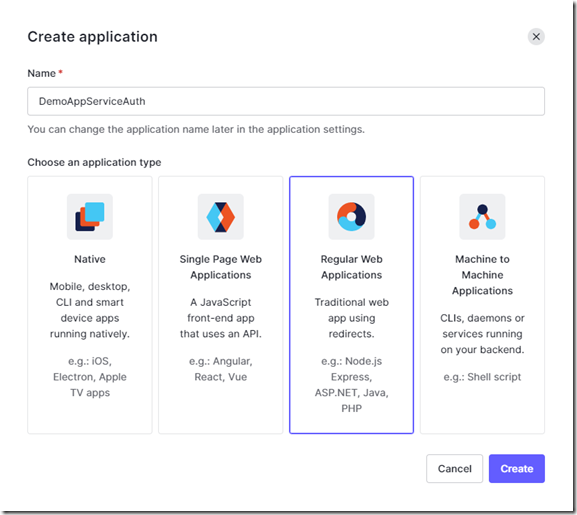 Create application
Name *
DemoAppServiceAuth
You can change the application name later in the application settings.
Choose an application type
Native
Mobile, desktop,
CLI and smart
device apps
running natively.
e.g.: iOS,
Electron, Apple
TV apps
Single Page Web
Applications
A JavaScript
front-end app
that uses an API.
e.g.: Angular,
React, Vue
Regular Web
Applications
Traditional web
app using
redirects.
e.g.: Node.js
Express,
ASP.NET, Java,
PHP
Machine to
Machine
Applications
CLIs, daemons or
services running
on your backend.
e.g.: Shell script
Cancel
Create